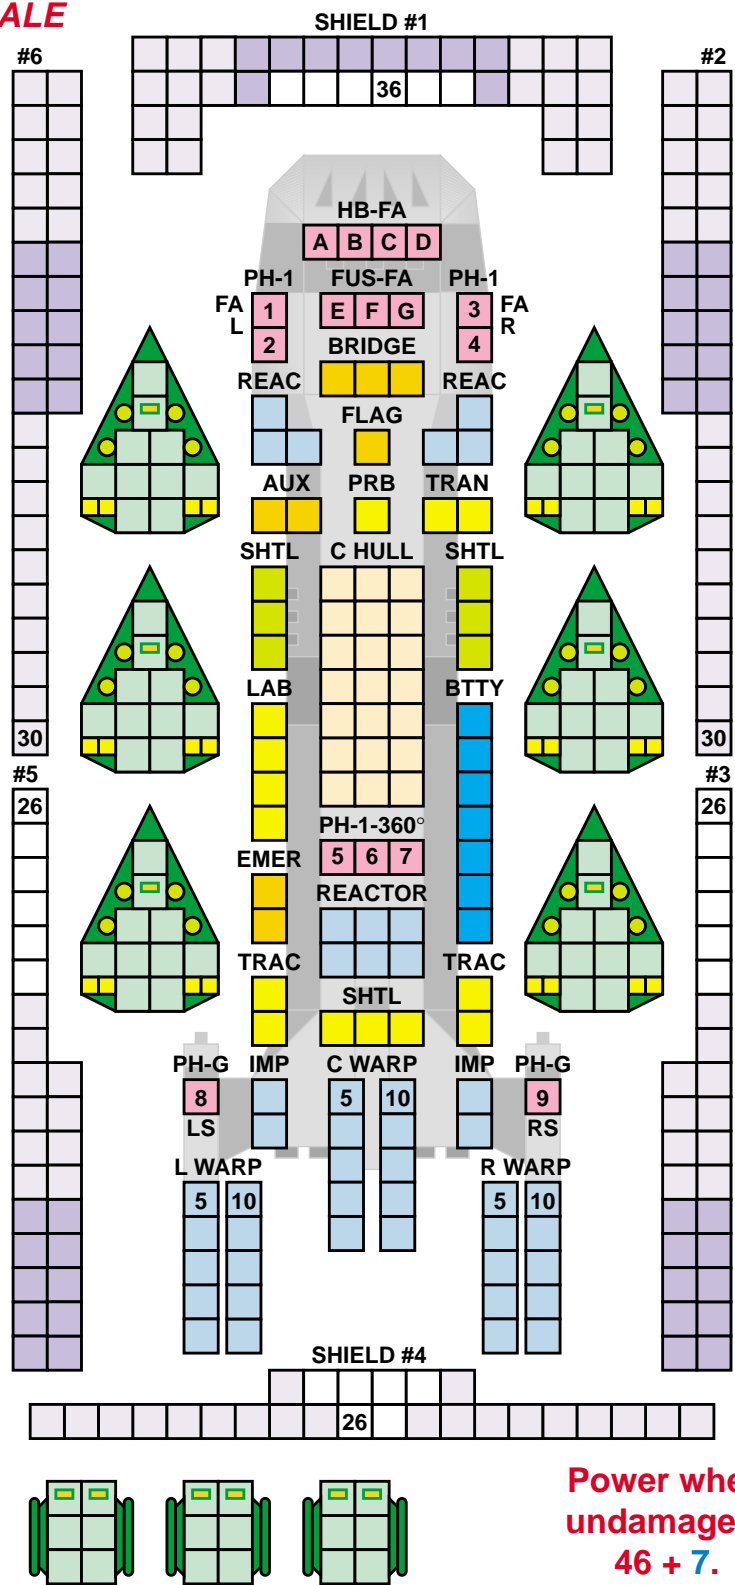 ALE
SHIELD #1
#6
#2
36
HB-FA
A B C D
PH-1 FUS-FA PH-1
FA L 1 E F G 3 FA R
2 4
BRIDGE
REAC REAC
FLAG
AUX PRB TRAN
SHTL C HULL SHTL
LAB BTTY
30 30
#5 #3
26 26
PH-1-360°
5 6 7
EMER
REACTOR
TRAC TRAC
SHTL
PH-G IMP C WARP IMP PH-G
8 5 10 9
LS RS
L WARP R WARP
5 10 5 10
SHIELD #4
26
Power whe
undamage
46 + 7.